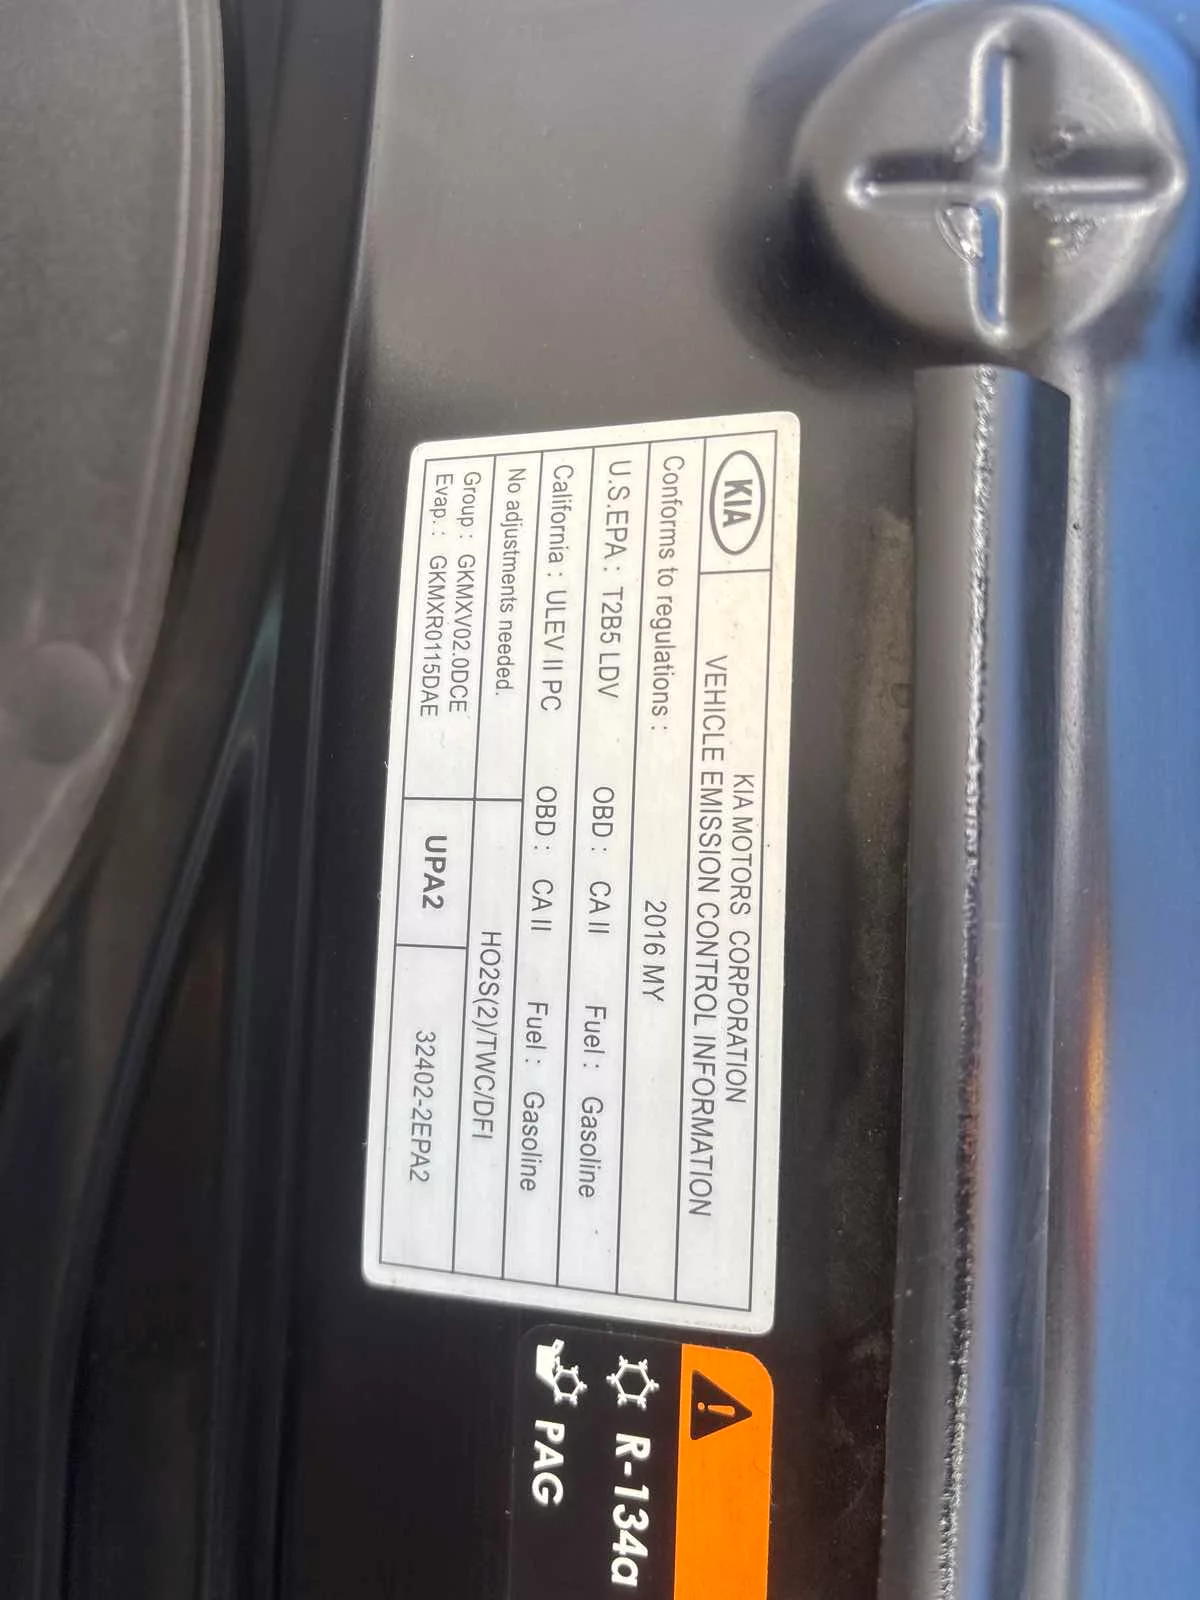 KIA
KIA MOTORS CORPORATION
VEHICLE EMISSION CONTROL INFORMATION
Conforms to regulations : 2016 MY
U.S.EPA : T2B5 LDV OBD : CA II Fuel : Gasoline
California : ULEV II PC OBD : CA II Fuel : Gasoline
No adjustments needed. HO2S(2)/TWC/DFI
Group : GKMXV02.0DCE
Evap. : GKMXR0115DAE
UPA2 32402-2EPA2
R-134a
PAG